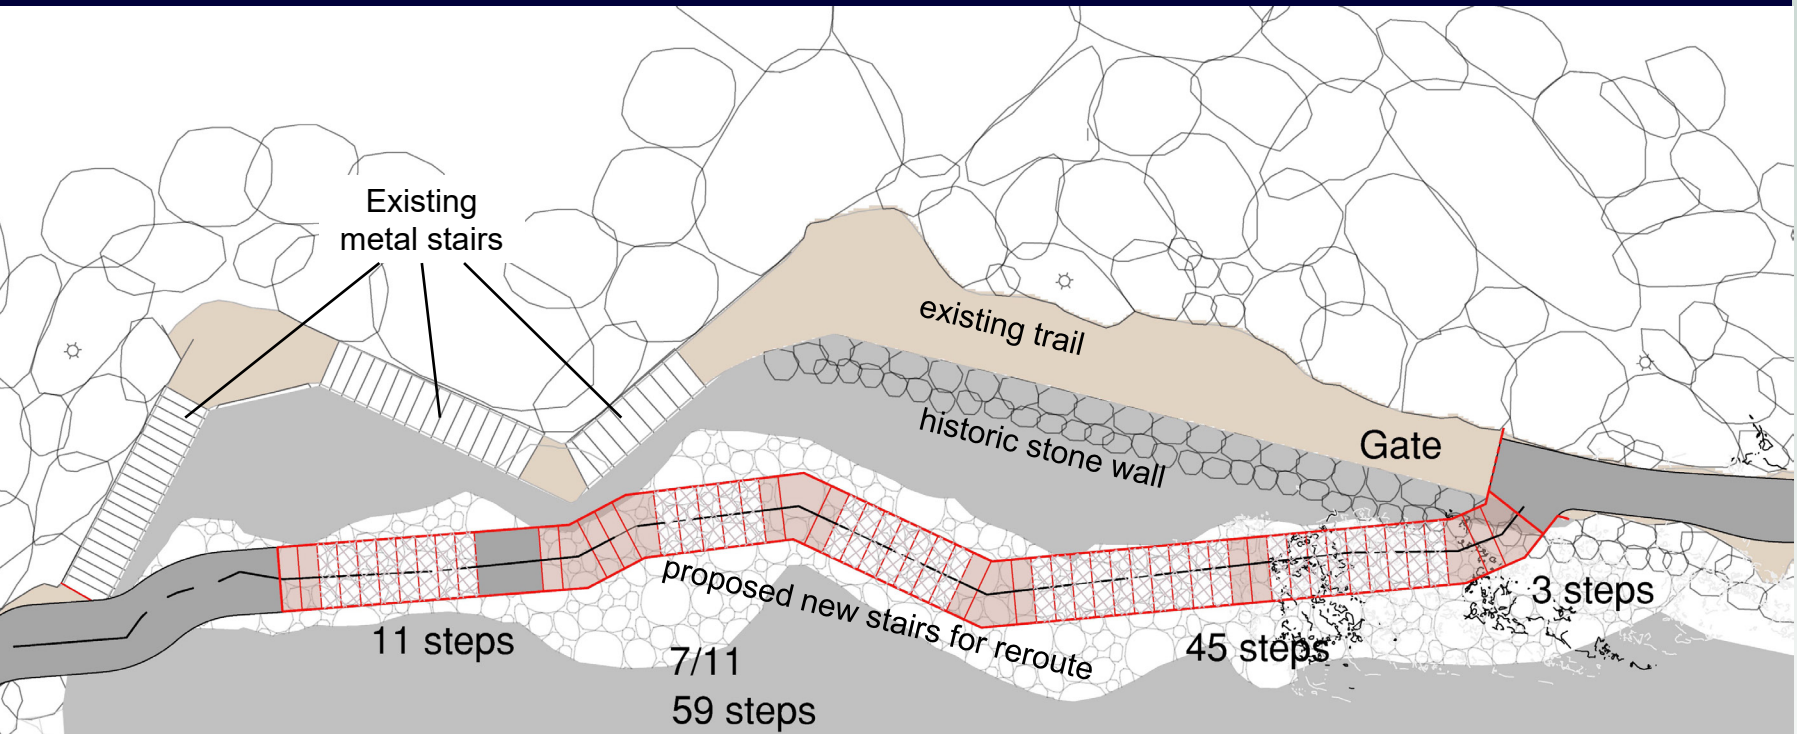 Existing
metal stairs
existing trail
Gate
historic stone wall
proposed new stairs for reroute
3 steps
11 steps
45 steps
7/11
59 steps